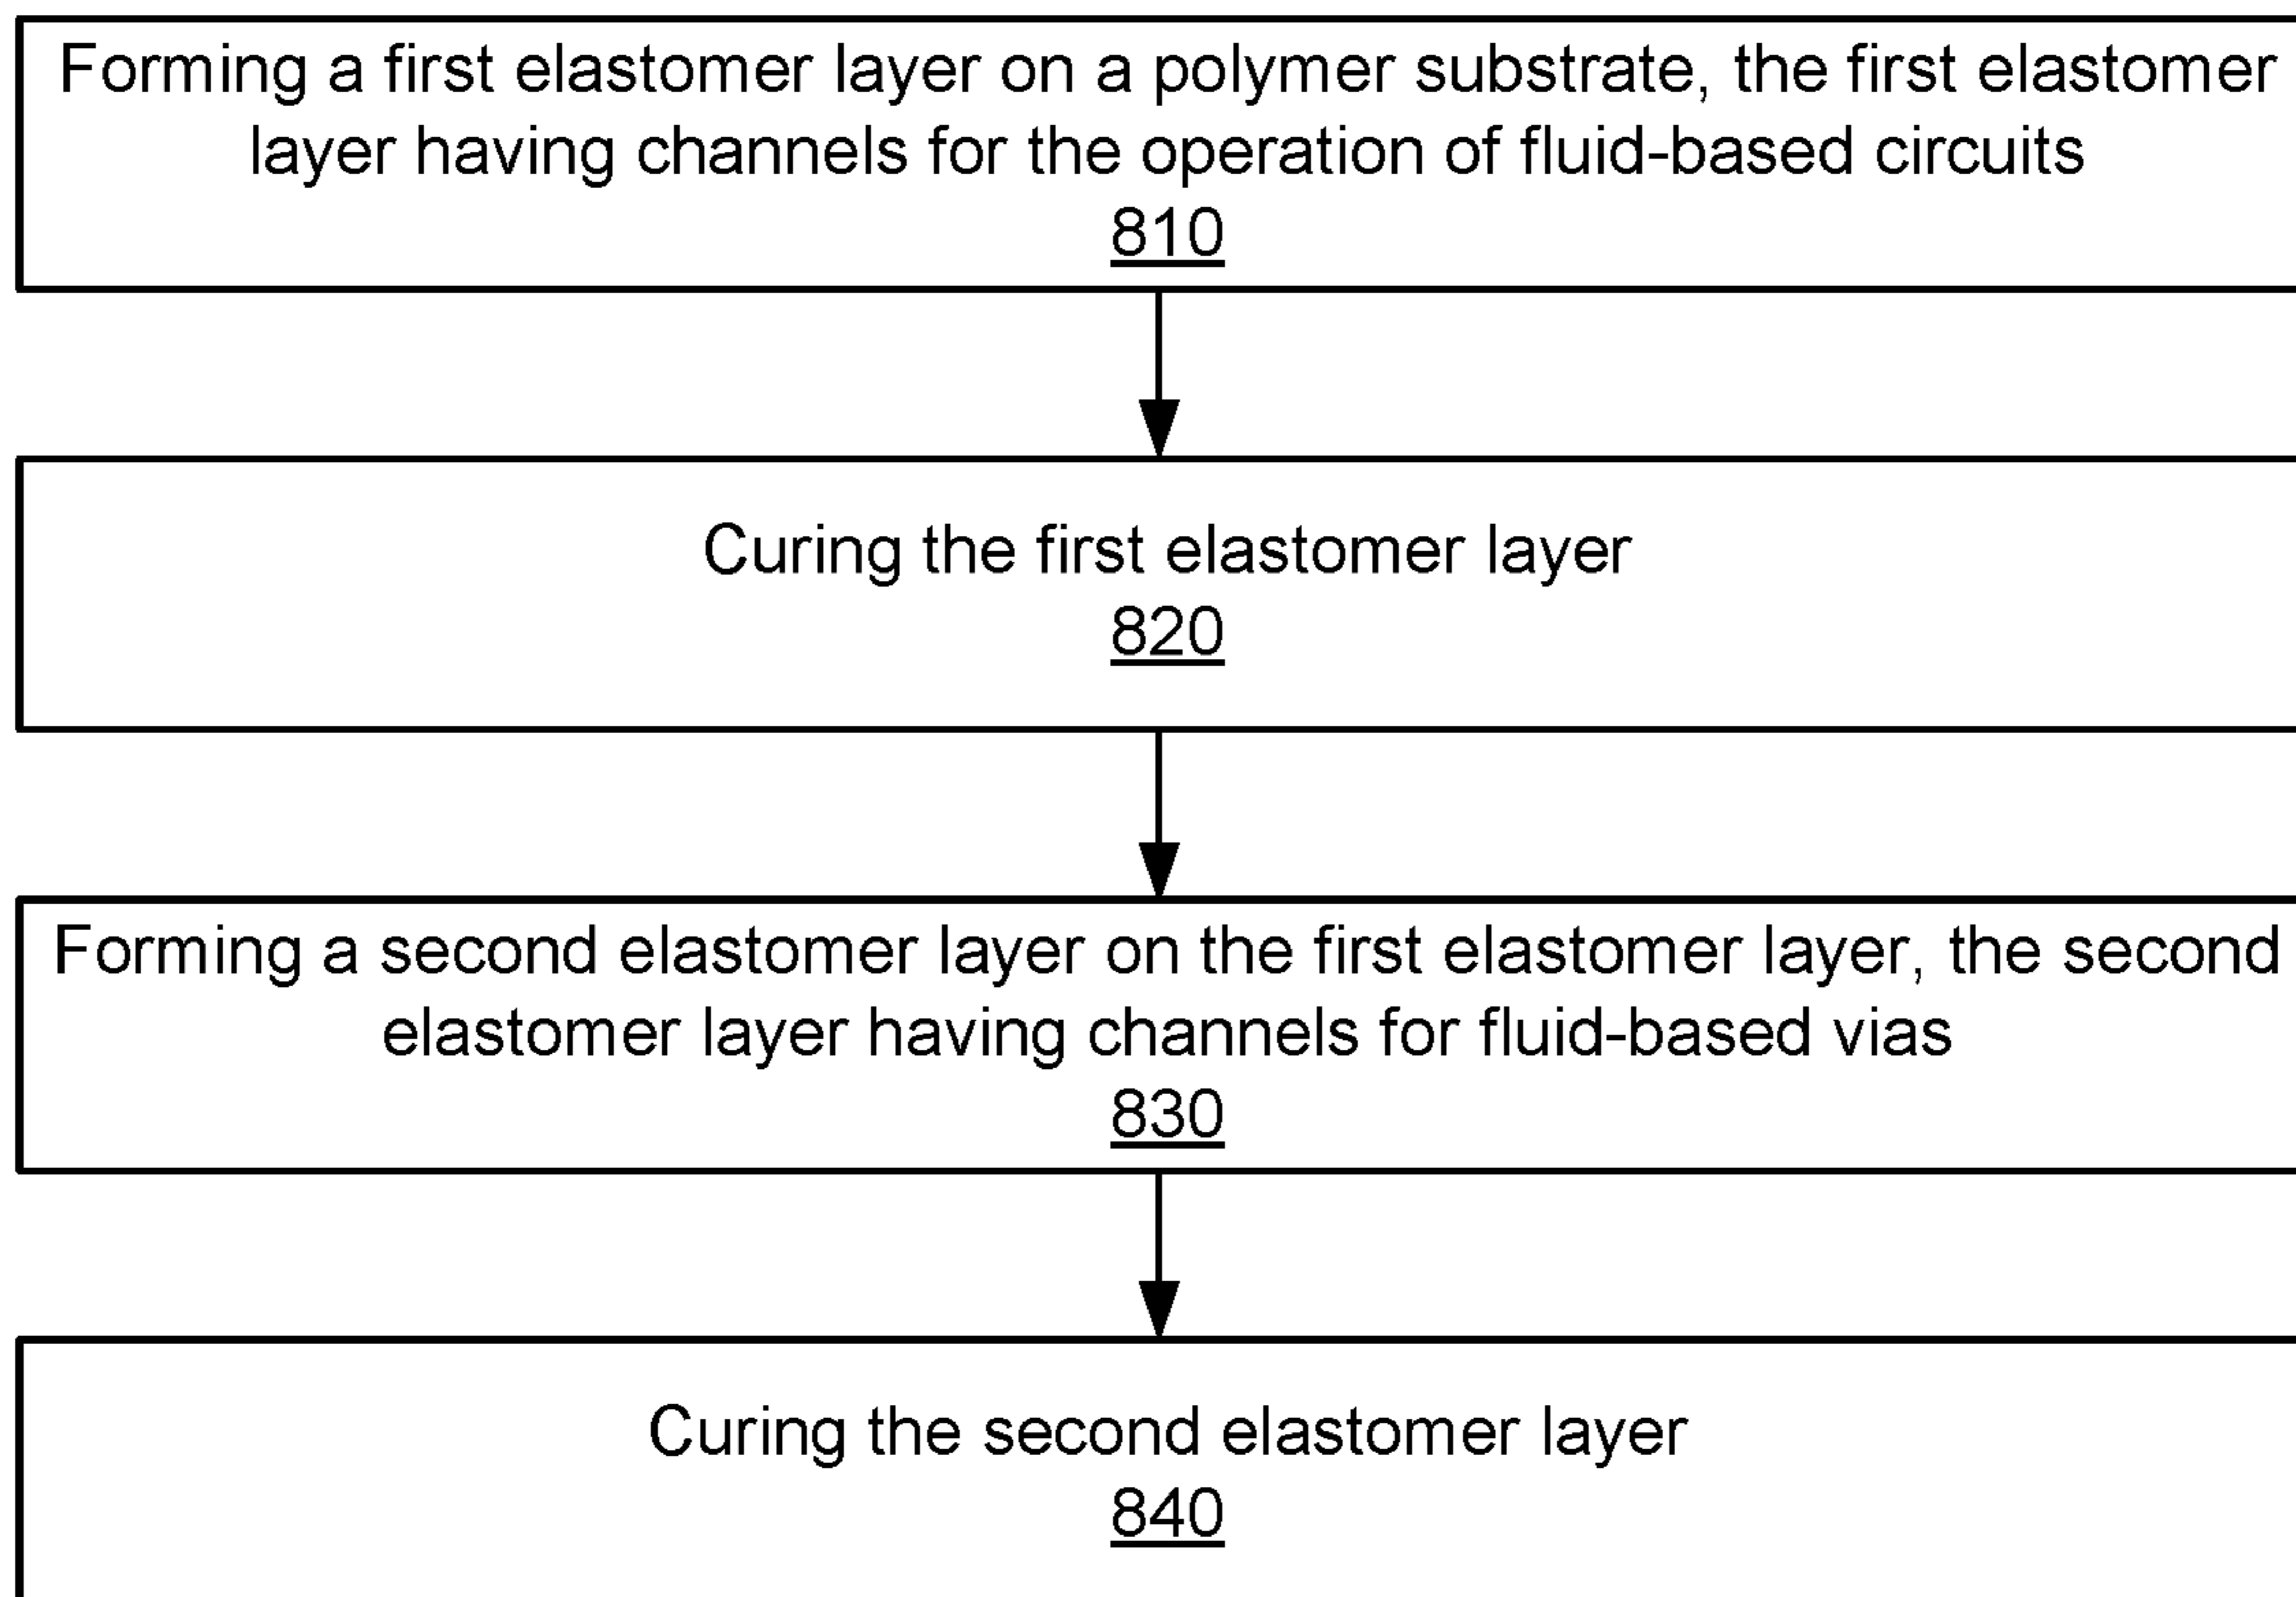 Forming a first elastomer layer on a polymer substrate, the first elastomer
layer having channels for the operation of fluid-based circuits
810
Curing the first elastomer layer
820
Forming a second elastomer layer on the first elastomer layer, the second
elastomer layer having channels for fluid-based vias
830
Curing the second elastomer layer
840